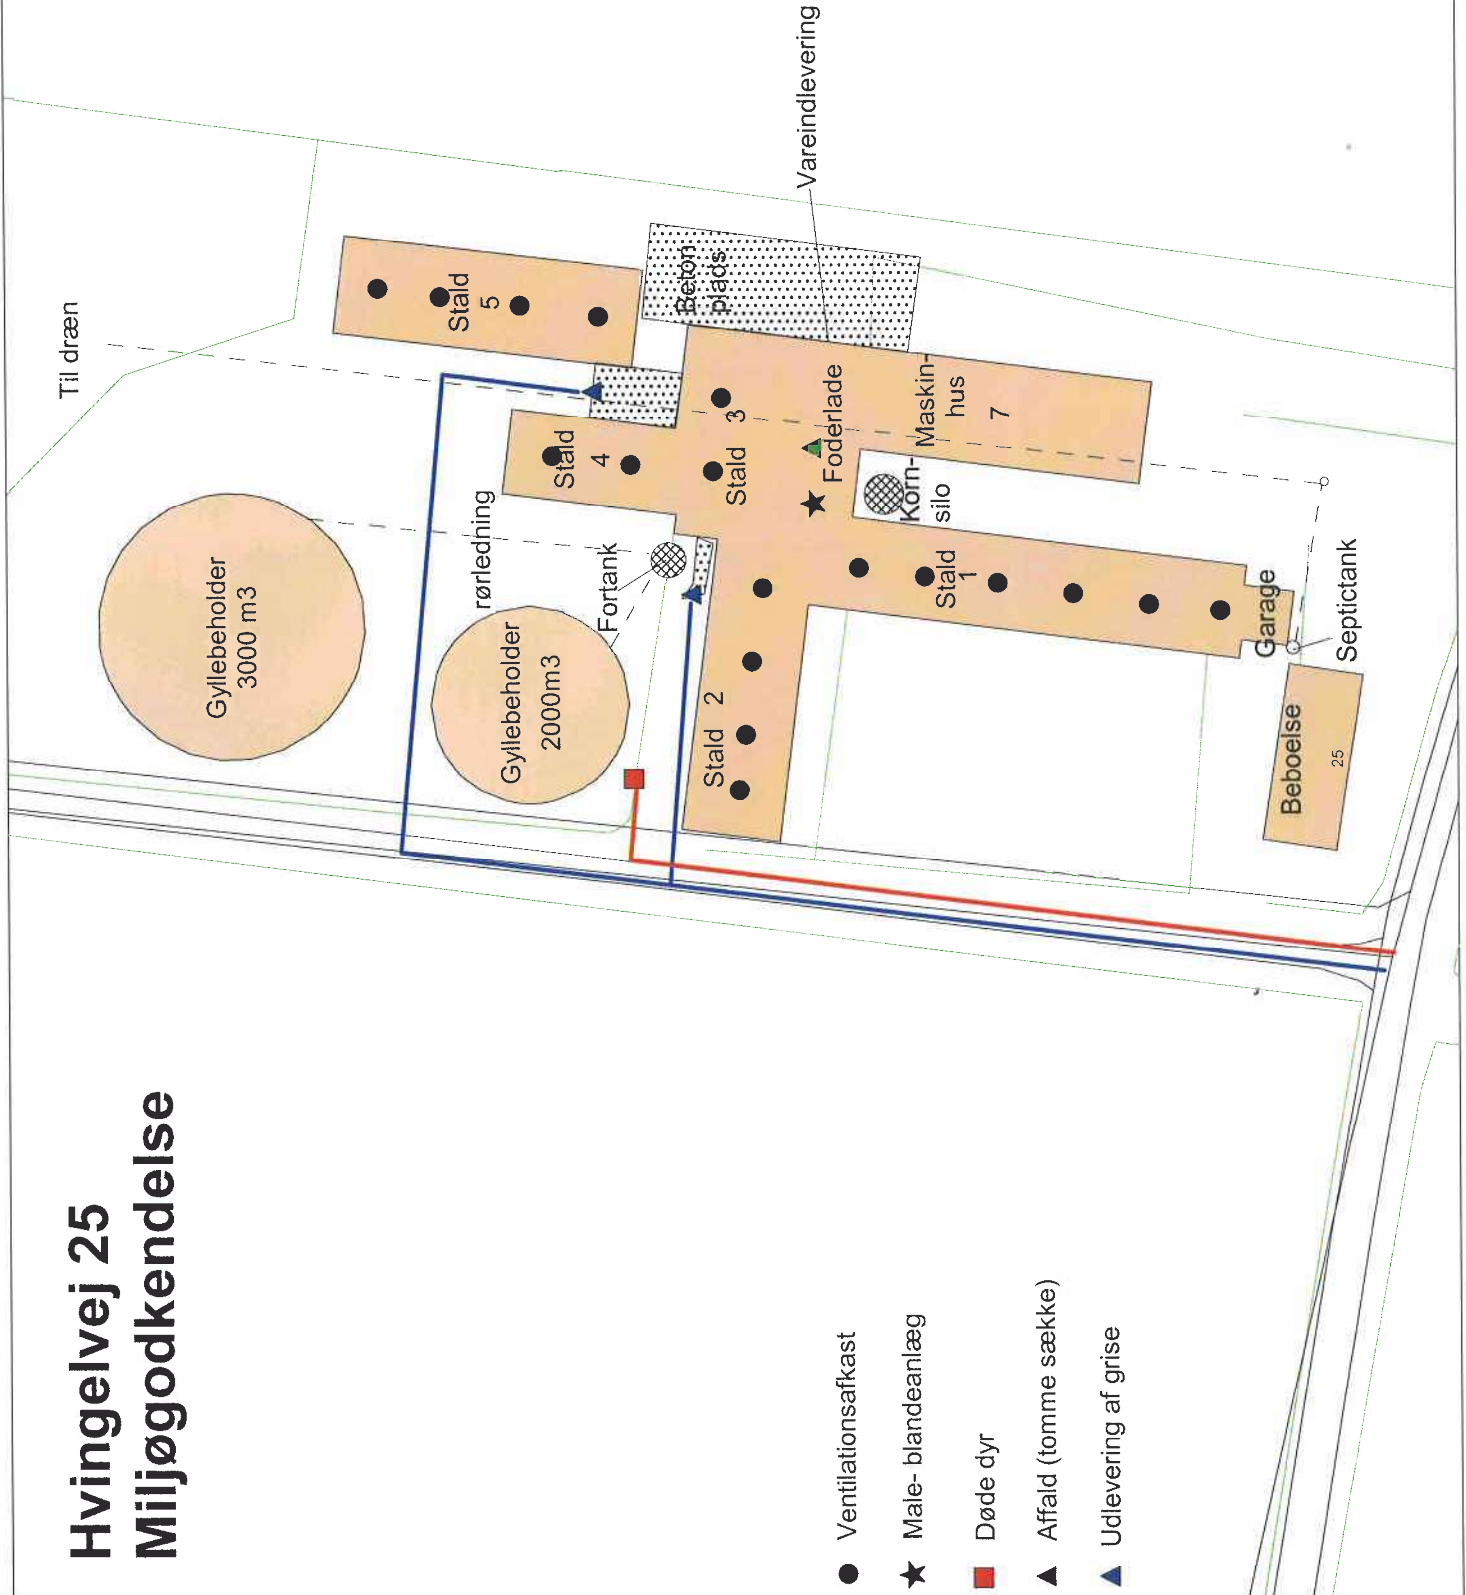 Hvingelvej 25
Miljøgodkendelse
Til dræn
Gyllebeholder
3000 m3
rørledning
Gyllebeholder
2000m3
Fortank
Stald
5
Stald
4
Beton
plads
Vareindlevering
3
Stald
Foderlade
Maskin-
hus
7
Korn-
silo
Stald 2
Stald
1
Garage
Septictank
Beboelse
25
Ventilationsafkast
Male- blandeanlæg
Døde dyr
Affald (tomme sække)
Udlevering af grise